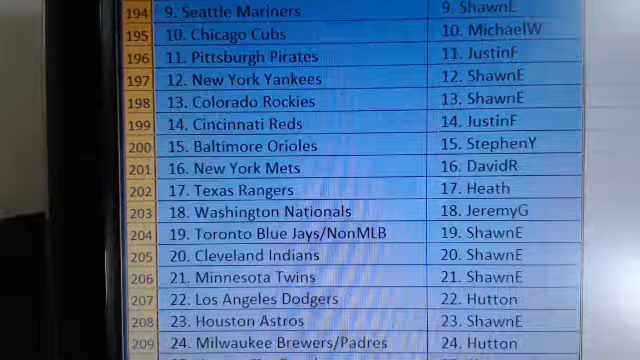 194 9. Seattle Mariners 9. ShawnE
195 10. Chicago Cubs 10. MichaelW
196 11. Pittsburgh Pirates 11. JustinF
197 12. New York Yankees 12. ShawnE
198 13. Colorado Rockies 13. ShawnE
199 14. Cincinnati Reds 14. JustinF
200 15. Baltimore Orioles 15. StephenY
201 16. New York Mets 16. DavidR
202 17. Texas Rangers 17. Heath
203 18. Washington Nationals 18. JeremyG
204 19. Toronto Blue Jays/NonMLB 19. ShawnE
205 20. Cleveland Indians 20. ShawnE
206 21. Minnesota Twins 21. ShawnE
207 22. Los Angeles Dodgers 22. Hutton
208 23. Houston Astros 23. ShawnE
209 24. Milwaukee Brewers/Padres 24. Hutton